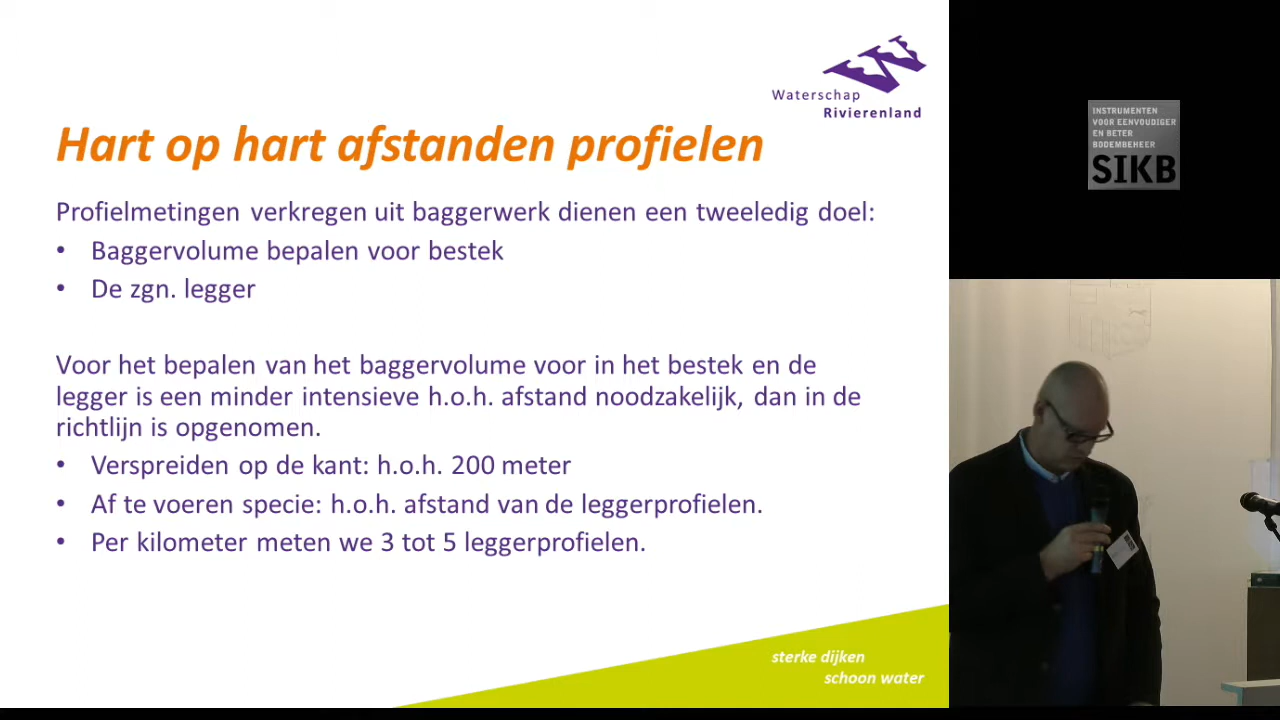 Waterschap
Rivierenland
Hart op hart afstanden profielen
Profielmetingen verkregen uit baggerwerk dienen een tweeledig doel:
• Baggervolume bepalen voor bestek
• De zgn. legger
Voor het bepalen van het baggervolume voor in het bestek en de
legger is een minder intensieve h.o.h. afstand noodzakelijk, dan in de
richtlijn is opgenomen.
• Verspreiden op de kant: h.o.h. 200 meter
• Af te voeren specie: h.o.h. afstand van de leggerprofielen.
• Per kilometer meten we 3 tot 5 leggerprofielen.
sterke dijken
schoon water
INSTRUMENTEN
VOOR EENVOUDIGER
EN BETER
BODEMBEHEER
SIKB